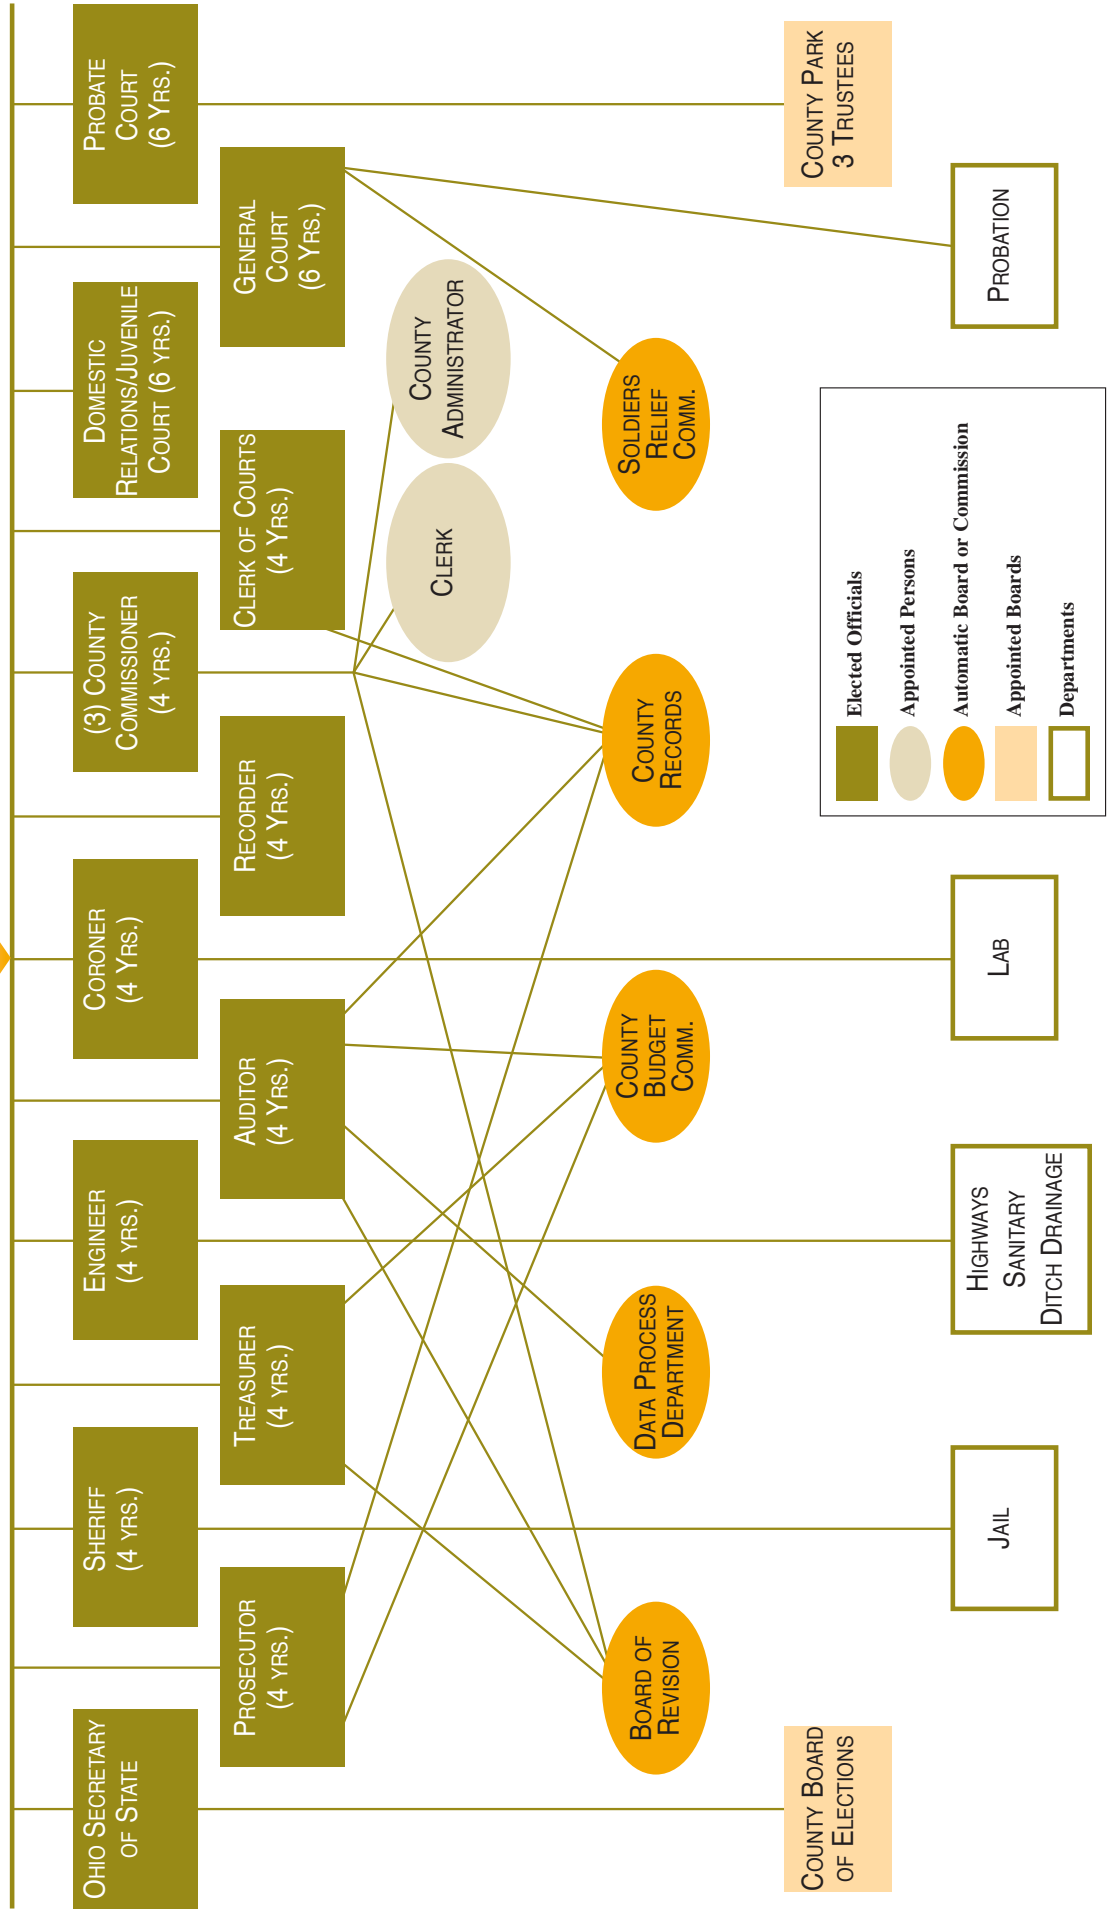 OHIO SECRETARY
OF STATE
SHERIFF
(4 YRS.)
ENGINEER
(4 YRS.)
CORONER
(4 YRS.)
(3) COUNTY
COMMISSIONER
(4 YRS.)
DOMESTIC
RELATIONS/JUVENILE
COURT (6 YRS.)
PROBATE
COURT
(6 YRS.)
PROSECUTOR
(4 YRS.)
TREASURER
(4 YRS.)
AUDITOR
(4 YRS.)
RECORDER
(4 YRS.)
CLERK OF COURTS
(4 YRS.)
GENERAL
COURT
(6 YRS.)
CLERK
COUNTY
ADMINISTRATOR
BOARD OF
REVISION
DATA PROCESS
DEPARTMENT
COUNTY
BUDGET
COMM.
COUNTY
RECORDS
SOLDIERS
RELIEF
COMM.
COUNTY BOARD
OF ELECTIONS
COUNTY PARK
3 TRUSTEES
JAIL
HIGHWAYS
SANITARY
DITCH DRAINAGE
LAB
PROBATION
Elected Officials
Appointed Persons
Automatic Board or Commission
Appointed Boards
Departments